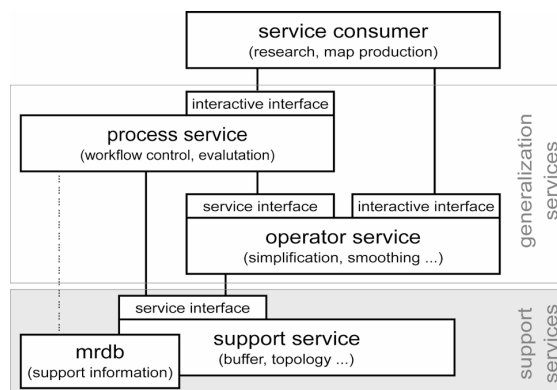 service consumer
(research, map production)
interactive interface
process service
(workflow control, evalutation)
service interface
interactive interface
operator service
(simplification, smoothing ...)
generalization
services
service interface
support service
(buffer, topology ...)
mrdb
(support information)
support
services